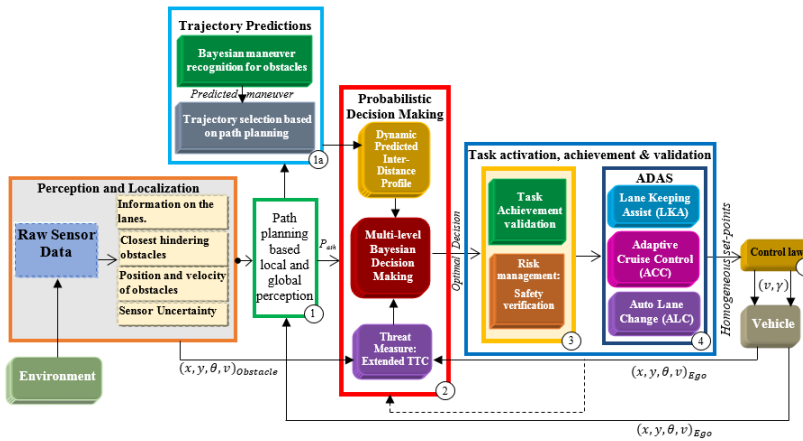 Trajectory Predictions
Bayesian maneuver
recognition for obstacles
Predicted maneuver
Trajectory selection based
on path planning
1a
Perception and Localization
Raw Sensor
Data
Information on the
lanes.
Closest hindering
obstacles
Position and velocity
of obstacles
Sensor Uncertainty
Environment
Path
planning
based
local and
global
perception
1
P_ath
Probabilistic
Decision Making
Dynamic
Predicted
Inter-
Distance
Profile
Multi-level
Bayesian
Decision
Making
Threat
Measure:
Extended TTC
2
Optimal Decision
Task activation, achievement & validation
Task
Achievement
validation
Risk
management:
Safety
verification
3
ADAS
Lane Keeping
Assist (LKA)
Adaptive
Cruise Control
(ACC)
Auto Lane
Change (ALC)
4
Homogeneous set-points
Control law
(v, γ)
Vehicle
(x, y, θ, v)Obstacle
(x, y, θ, v)Ego
(x, y, θ, v)Ego